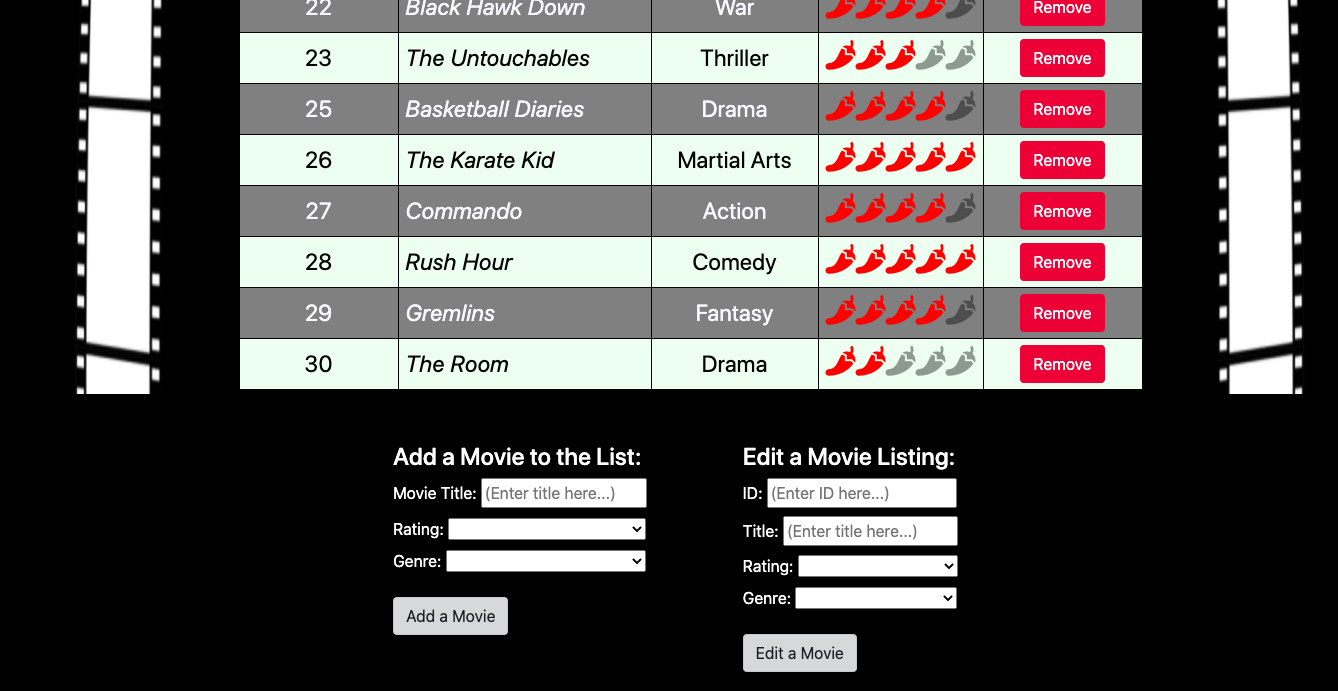 22 Black Hawk Down War Remove
23 The Untouchables Thriller Remove
25 Basketball Diaries Drama Remove
26 The Karate Kid Martial Arts Remove
27 Commando Action Remove
28 Rush Hour Comedy Remove
29 Gremlins Fantasy Remove
30 The Room Drama Remove
Add a Movie to the List:
Movie Title: (Enter title here...)
Rating:
Genre:
Add a Movie
Edit a Movie Listing:
ID: (Enter ID here...)
Title: (Enter title here...)
Rating:
Genre:
Edit a Movie